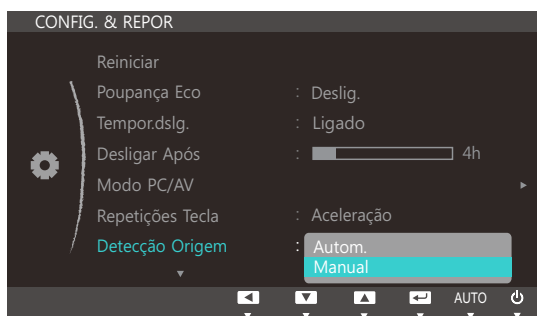 CONFIG. & REPOR
Reiniciar
Poupança Eco : Deslig.
Tempor.dslg. : Ligado
Desligar Após : 4h
Modo PC/AV
Repetições Tecla : Aceleração
Detecção Origem : Autom.
Manual
AUTO